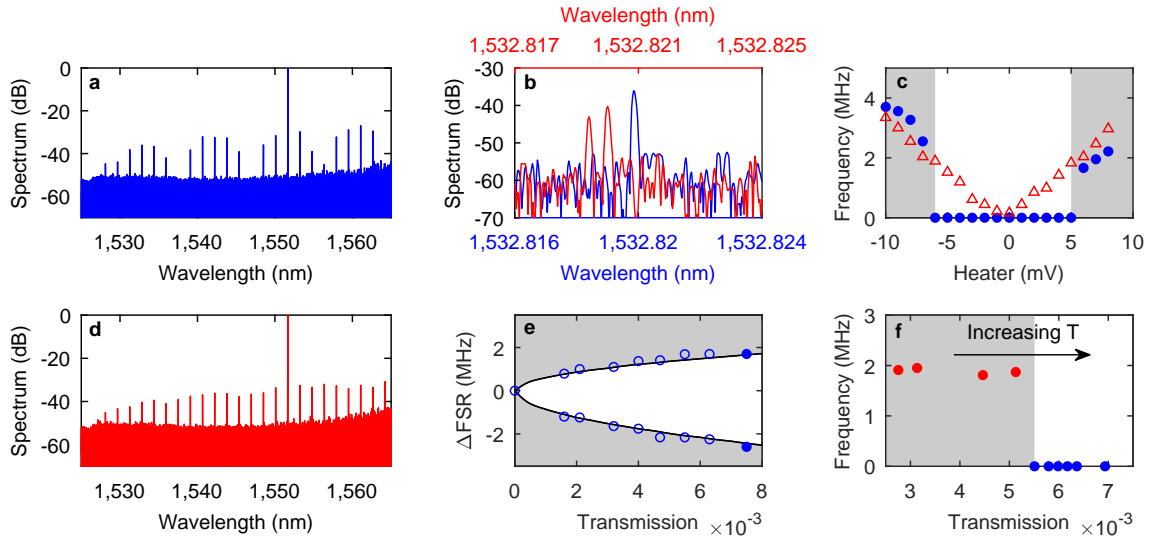 Wavelength (nm)
1,532.817 1,532.821 1,532.825
a
Spectrum (dB)
0
-20
-40
-60
1,530 1,540 1,550 1,560
Wavelength (nm)
b
Spectrum (dB)
-30
-40
-50
-60
-70
1,532.816 1,532.82 1,532.824
Wavelength (nm)
c
Frequency (MHz)
4
2
0
-10 -5 0 5 10
Heater (mV)
d
Spectrum (dB)
0
-20
-40
-60
1,530 1,540 1,550 1,560
Wavelength (nm)
e
ΔFSR (MHz)
2
0
-2
0 2 4 6 8
Transmission ×10-3
f
Increasing T
Frequency (MHz)
3
2
1
0
3 4 5 6 7
Transmission ×10-3